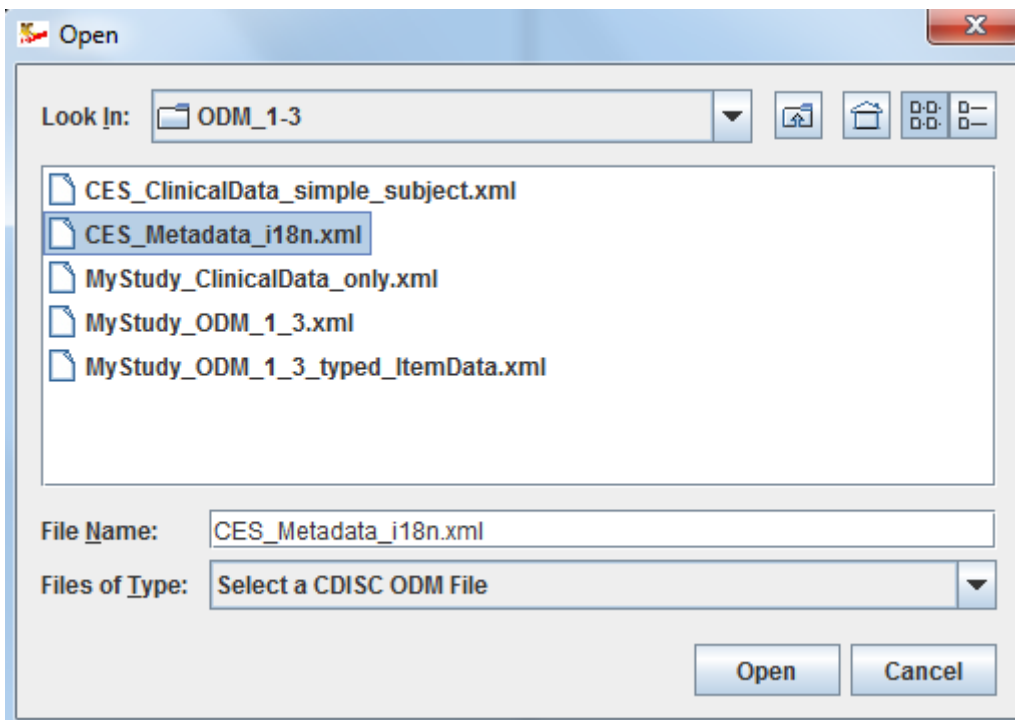 Open
Look In: ODM_1-3
CES_ClinicalData_simple_subject.xml
CES_Metadata_i18n.xml
MyStudy_ClinicalData_only.xml
MyStudy_ODM_1_3.xml
MyStudy_ODM_1_3_typed_ItemData.xml
File Name: CES_Metadata_i18n.xml
Files of Type: Select a CDISC ODM File
Open Cancel